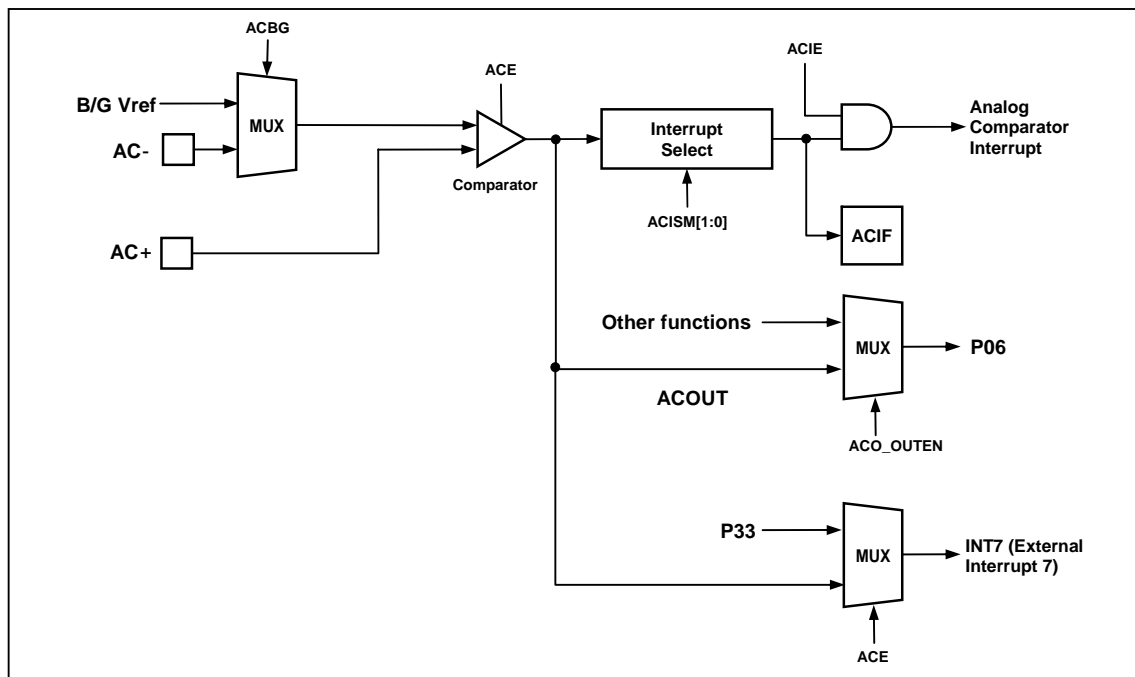 ACBG
B/G Vref
MUX
AC-
AC+
ACE
Comparator
Interrupt
Select
ACISM[1:0]
ACIE
Analog
Comparator
Interrupt
ACIF
Other functions
MUX
P06
ACOUT
ACO_OUTEN
P33
MUX
INT7 (External
Interrupt 7)
ACE